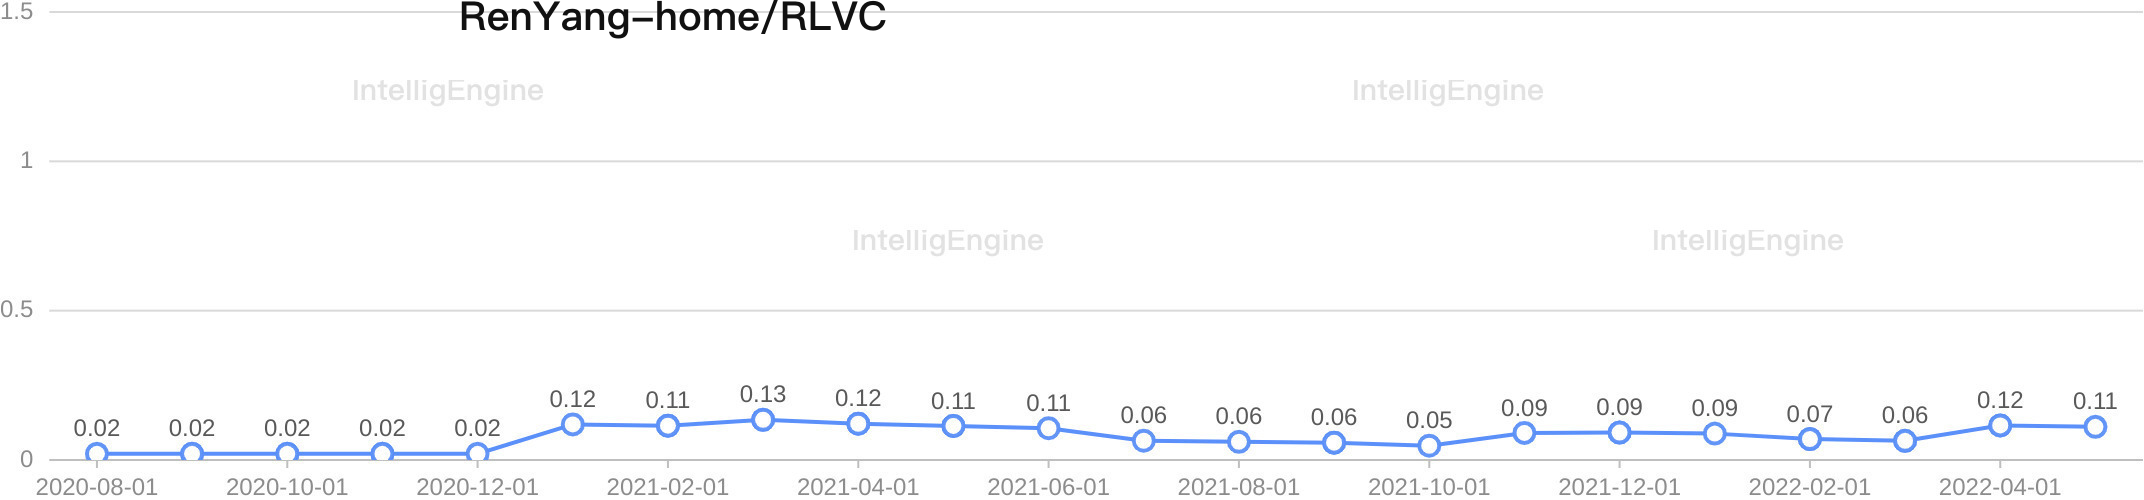 RenYang-home/RLVC
1.5
IntelligEngine IntelligEngine
1
IntelligEngine IntelligEngine
0.5
0.02 0.02 0.02 0.02 0.02 0.12 0.11 0.13 0.12 0.11 0.11 0.06 0.06 0.06 0.05 0.09 0.09 0.09 0.07 0.06 0.12 0.11
0
2020-08-01 2020-10-01 2020-12-01 2021-02-01 2021-04-01 2021-06-01 2021-08-01 2021-10-01 2021-12-01 2022-02-01 2022-04-01